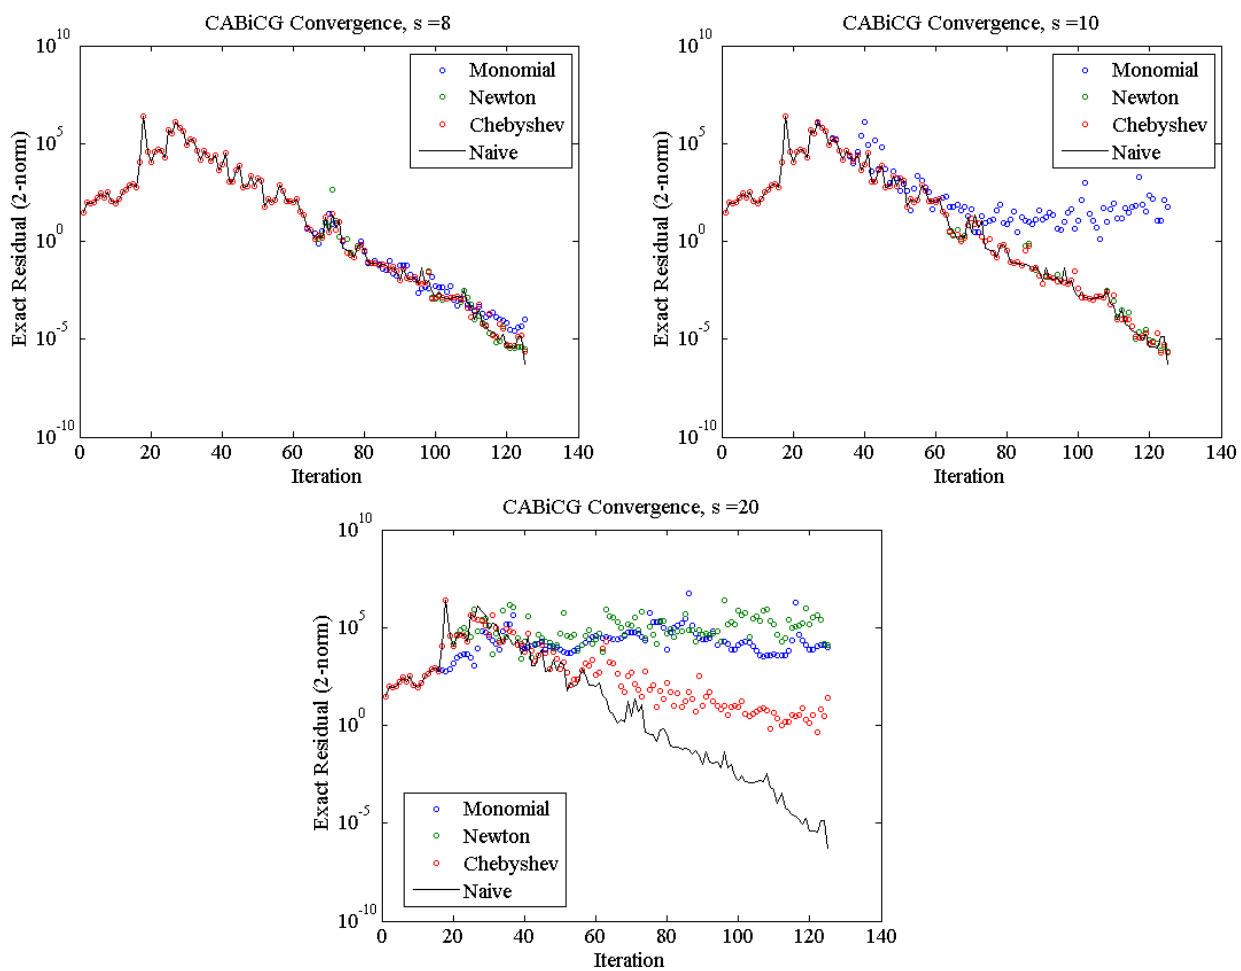 CABiCG Convergence, s =8
10^10
10^5
10^0
10^-5
10^-10
Exact Residual (2-norm)
Monomial
Newton
Chebyshev
Naive
0 20 40 60 80 100 120 140
Iteration
CABiCG Convergence, s =10
10^10
10^5
10^0
10^-5
10^-10
Exact Residual (2-norm)
Monomial
Newton
Chebyshev
Naive
0 20 40 60 80 100 120 140
Iteration
CABiCG Convergence, s =20
10^10
10^5
10^0
10^-5
10^-10
Exact Residual (2-norm)
Monomial
Newton
Chebyshev
Naive
0 20 40 60 80 100 120 140
Iteration